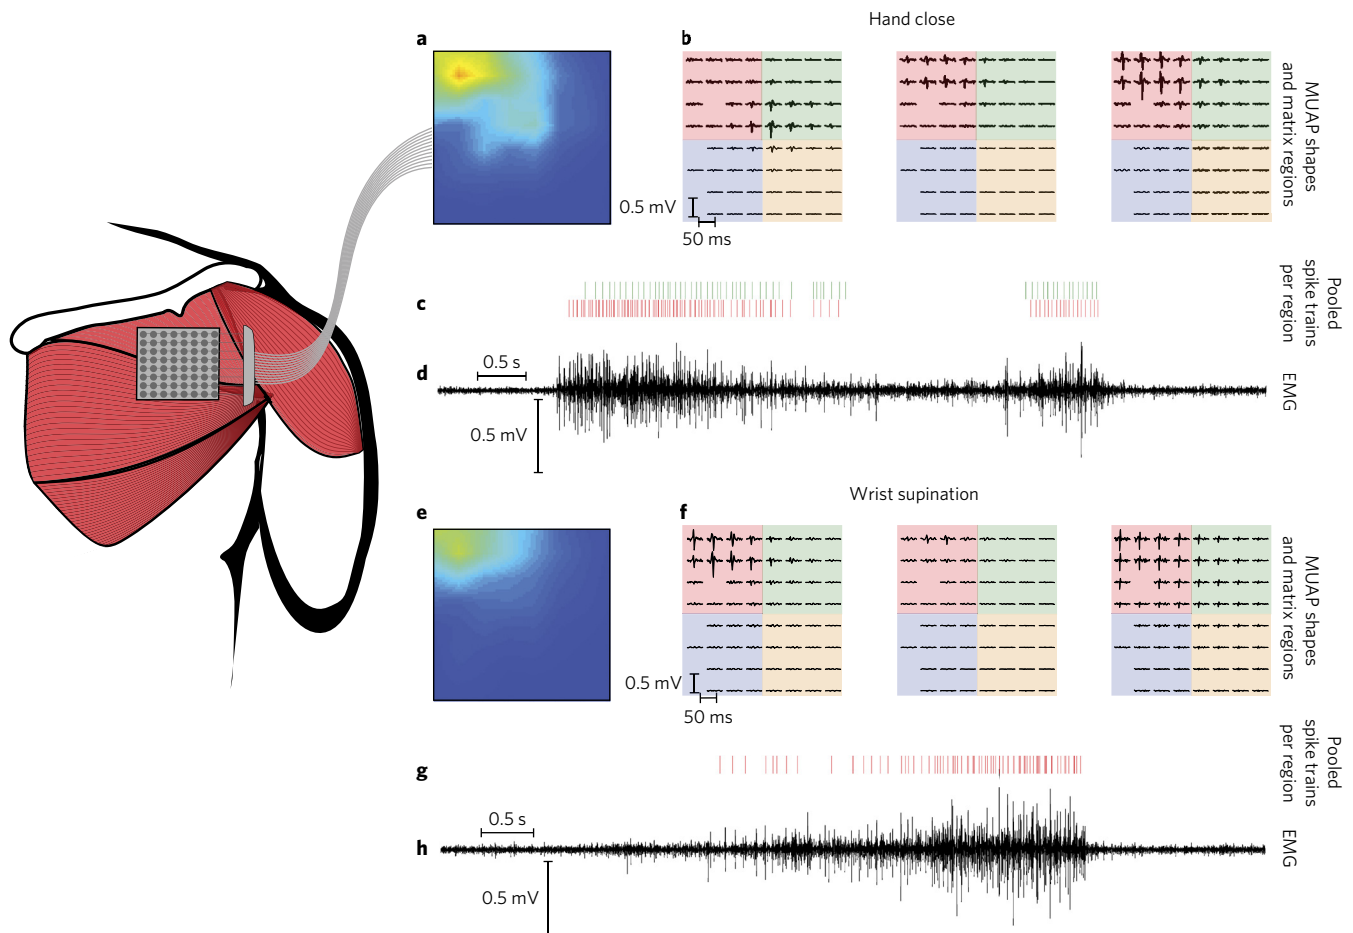 Hand close
a
b
MUAP shapes
and matrix regions
0.5 mV
50 ms
c
Pooled
spike trains
per region
d
0.5 s
EMG
0.5 mV
Wrist supination
e
f
MUAP shapes
and matrix regions
0.5 mV
50 ms
g
Pooled
spike trains
per region
0.5 s
h
EMG
0.5 mV